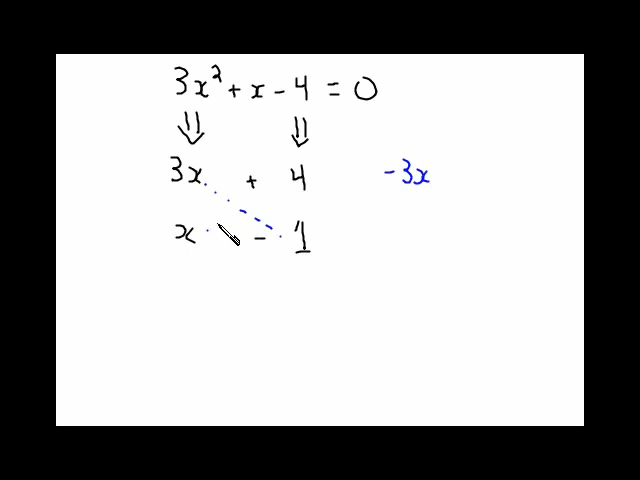 3x² + x - 4 = 0
⇓ ⇓
3x + 4 -3x
x - 1